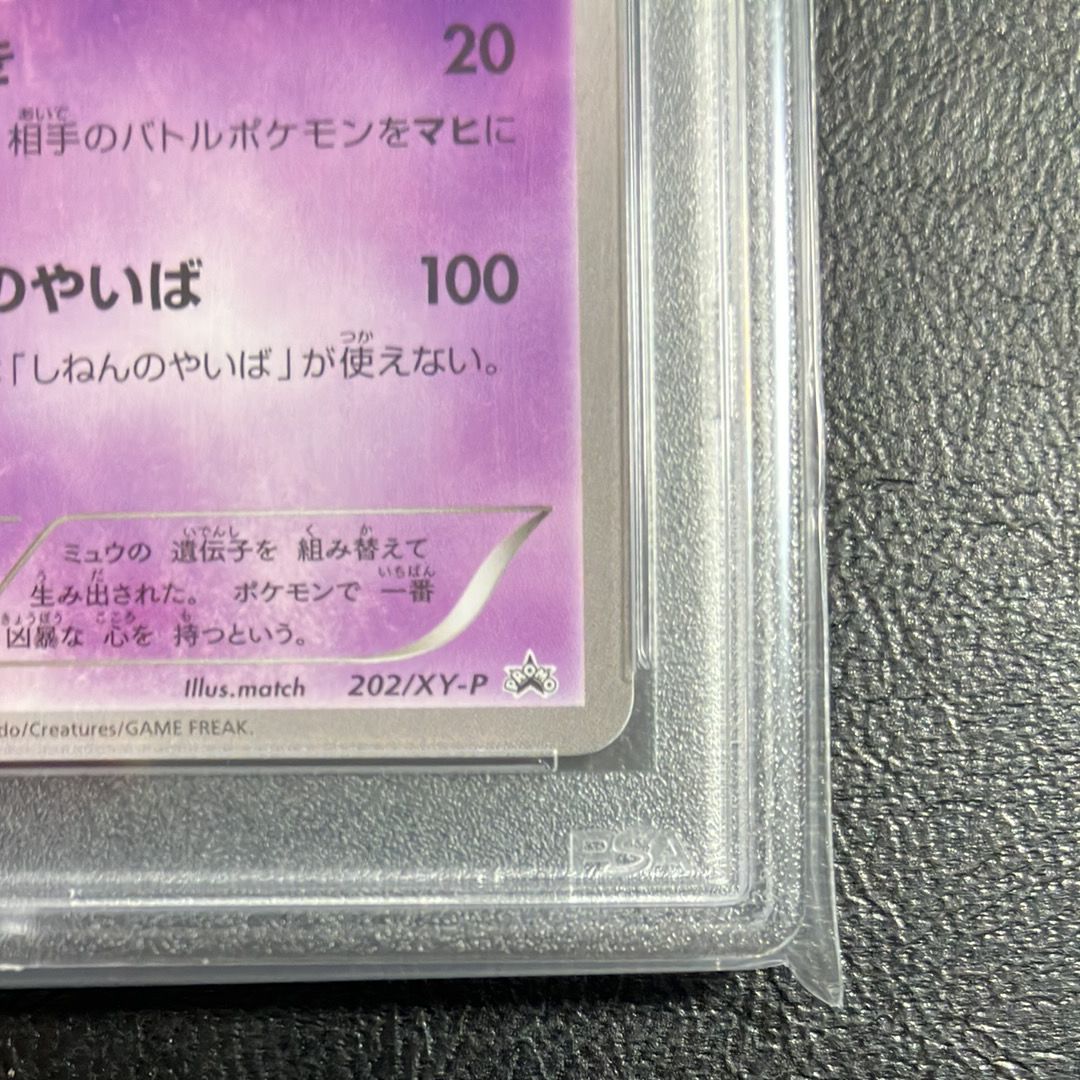 を 20
相手のバトルポケモンをマヒに
のやいば 100
「しねんのやいば」が使えない。
ミュウの 遺伝子を 組み替えて
生み出された。 ポケモンで 一番
凶暴な 心を 持つという。
Illus.match 202/XY-P
do/Creatures/GAME FREAK.
PSA